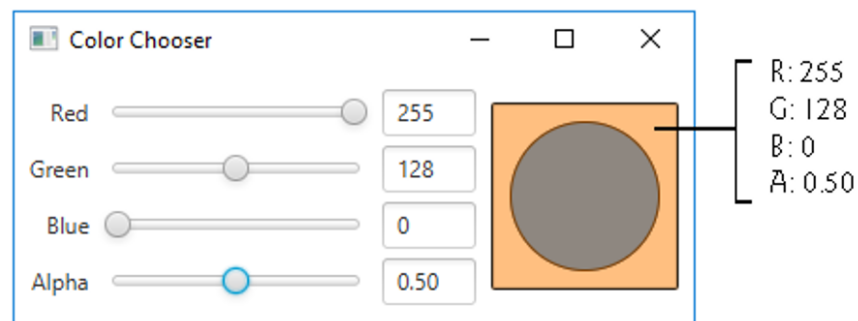 Color Chooser
Red 255
Green 128
Blue 0
Alpha 0.50
R: 255
G: 128
B: 0
A: 0.50